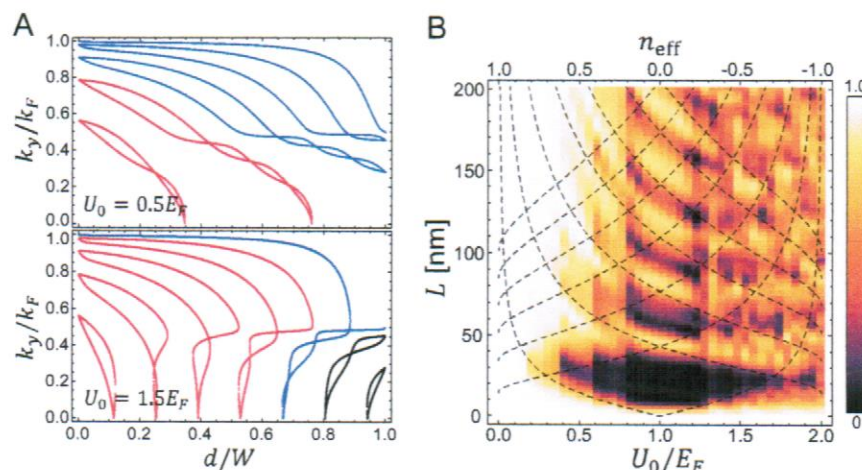 A
B
n_eff
1.0 0.5 0.0 -0.5 -1.0
1.0
0.8
0.6
0.4
0.2
0.0
k_y/k_F
U_0 = 0.5E_F
1.0
0.8
0.6
0.4
0.2
0.0
k_y/k_F
U_0 = 1.5E_F
0.0 0.2 0.4 0.6 0.8 1.0
d/W
200
150
100
50
0
L [nm]
0.0 0.5 1.0 1.5 2.0
U_0/E_F
1.0
0